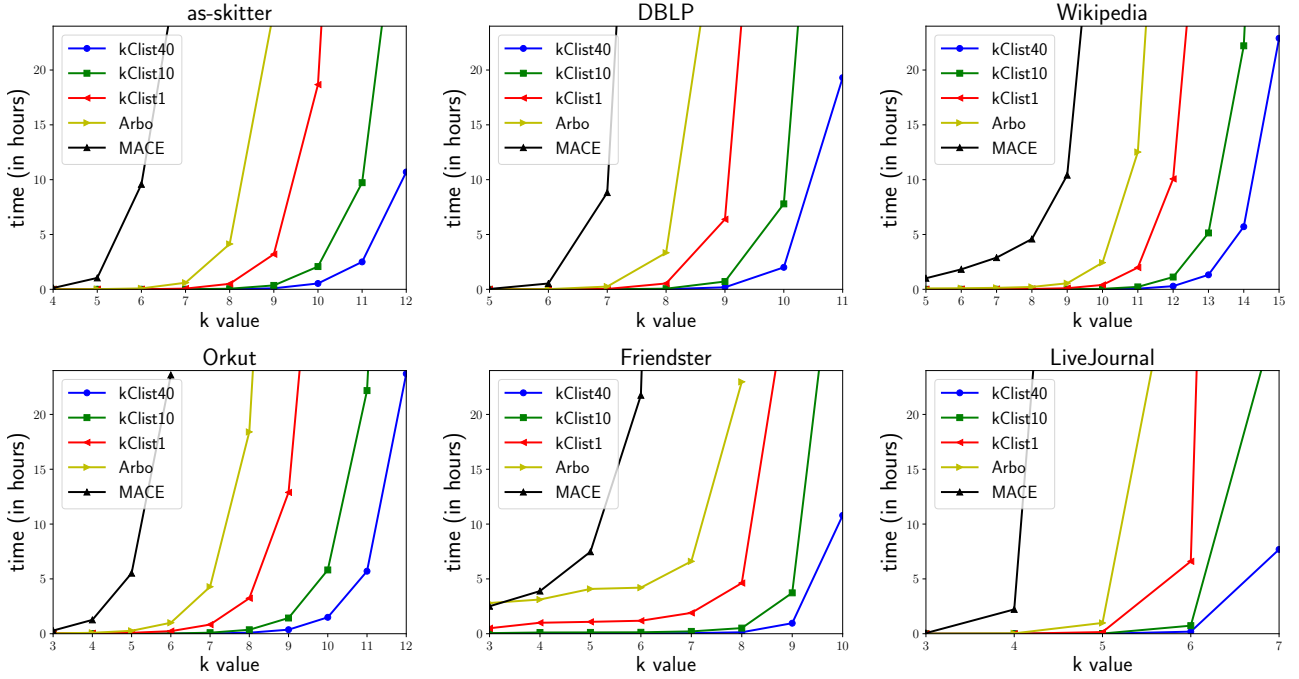 as-skitter
time (in hours)
20
15
10
5
0
kClist40
kClist10
kClist1
Arbo
MACE
4 5 6 7 8 9 10 11 12
k value
DBLP
time (in hours)
20
15
10
5
0
kClist40
kClist10
kClist1
Arbo
MACE
5 6 7 8 9 10 11
k value
Wikipedia
time (in hours)
20
15
10
5
0
kClist40
kClist10
kClist1
Arbo
MACE
5 6 7 8 9 10 11 12 13 14 15
k value
Orkut
time (in hours)
20
15
10
5
0
kClist40
kClist10
kClist1
Arbo
MACE
3 4 5 6 7 8 9 10 11 12
k value
Friendster
time (in hours)
20
15
10
5
0
kClist40
kClist10
kClist1
Arbo
MACE
3 4 5 6 7 8 9 10
k value
LiveJournal
time (in hours)
20
15
10
5
0
kClist40
kClist10
kClist1
Arbo
MACE
3 4 5 6 7
k value